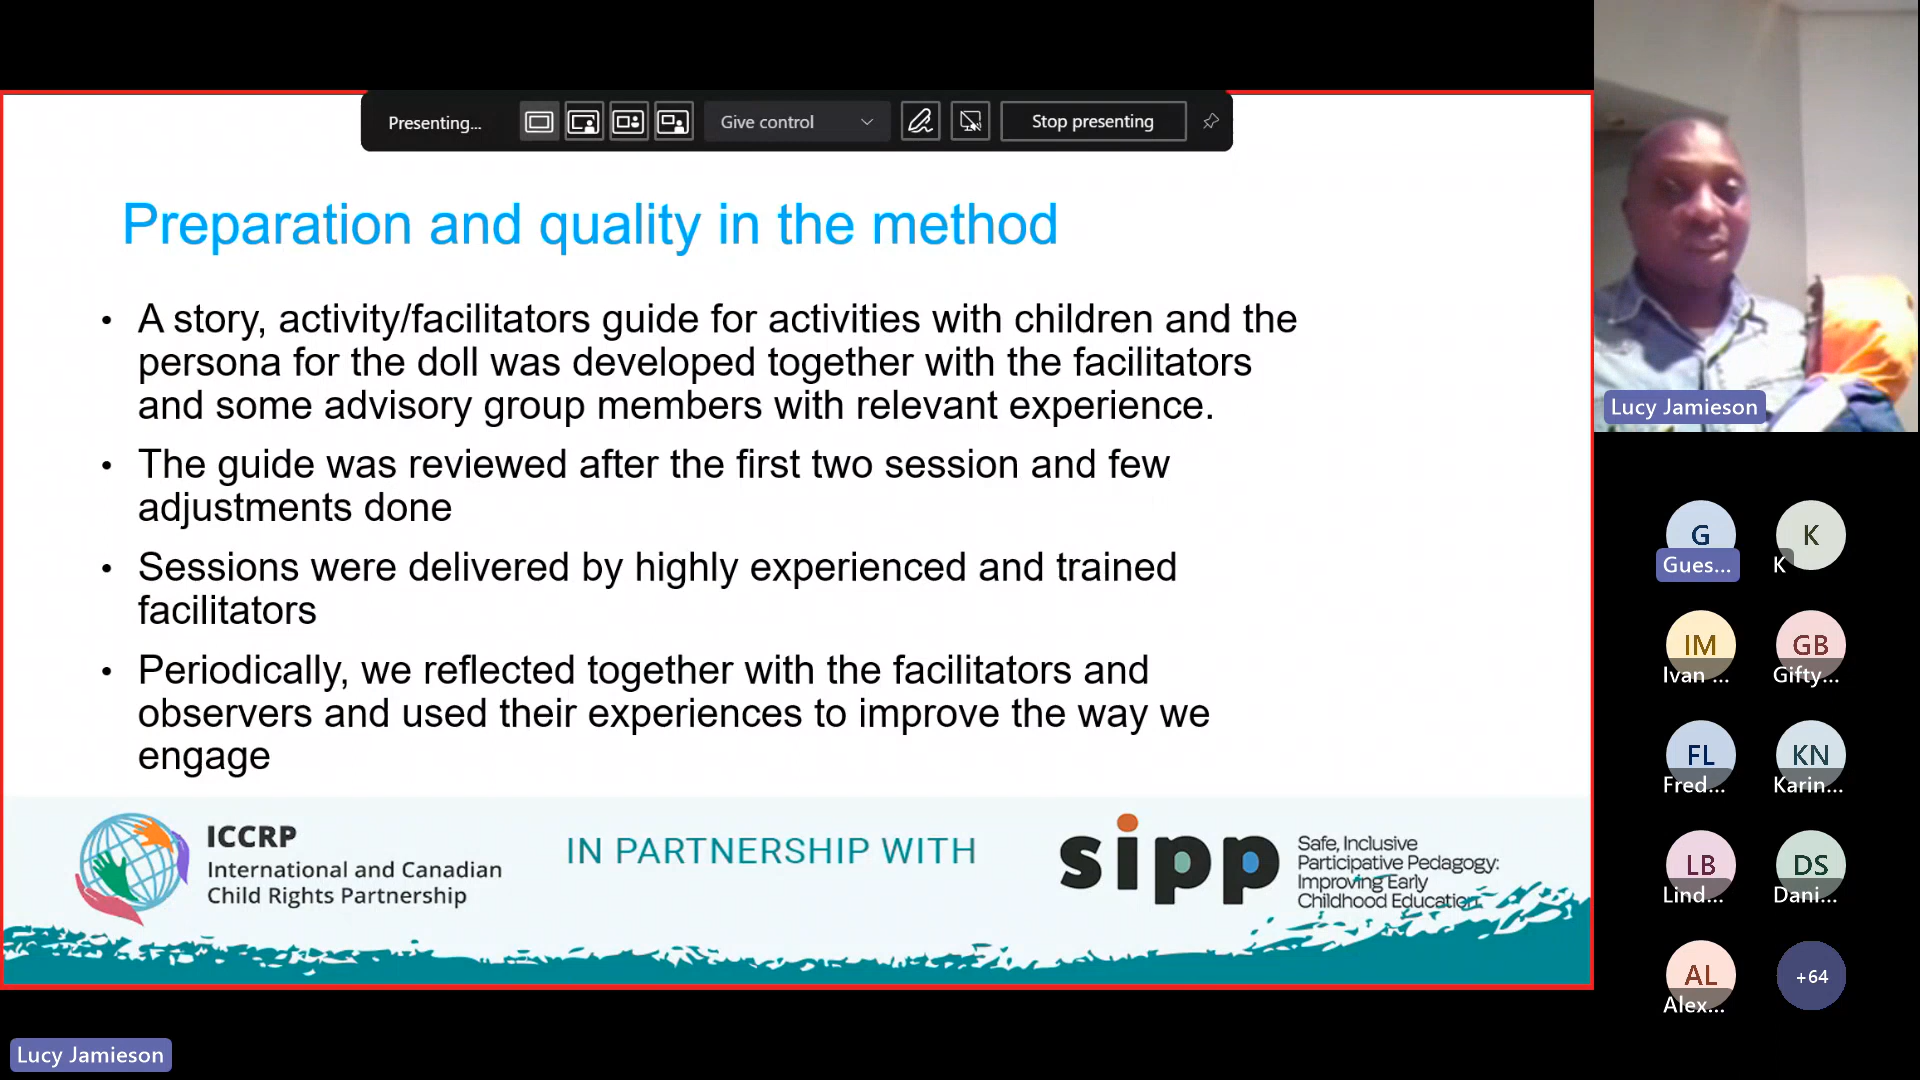 Presenting...
Give control
Stop presenting
Preparation and quality in the method
• A story, activity/facilitators guide for activities with children and the
persona for the doll was developed together with the facilitators
and some advisory group members with relevant experience.
• The guide was reviewed after the first two session and few
adjustments done
• Sessions were delivered by highly experienced and trained
facilitators
• Periodically, we reflected together with the facilitators and
observers and used their experiences to improve the way we
engage
ICCRP
International and Canadian
Child Rights Partnership
IN PARTNERSHIP WITH
sipp
Safe, Inclusive
Participative Pedagogy:
Improving Early
Childhood Education
Lucy Jamieson
Lucy Jamieson
G
Gues...
K
K
IM
Ivan ...
GB
Gifty...
FL
Fred...
KN
Karin...
LB
Lind...
DS
Dani...
AL
Alex...
+64